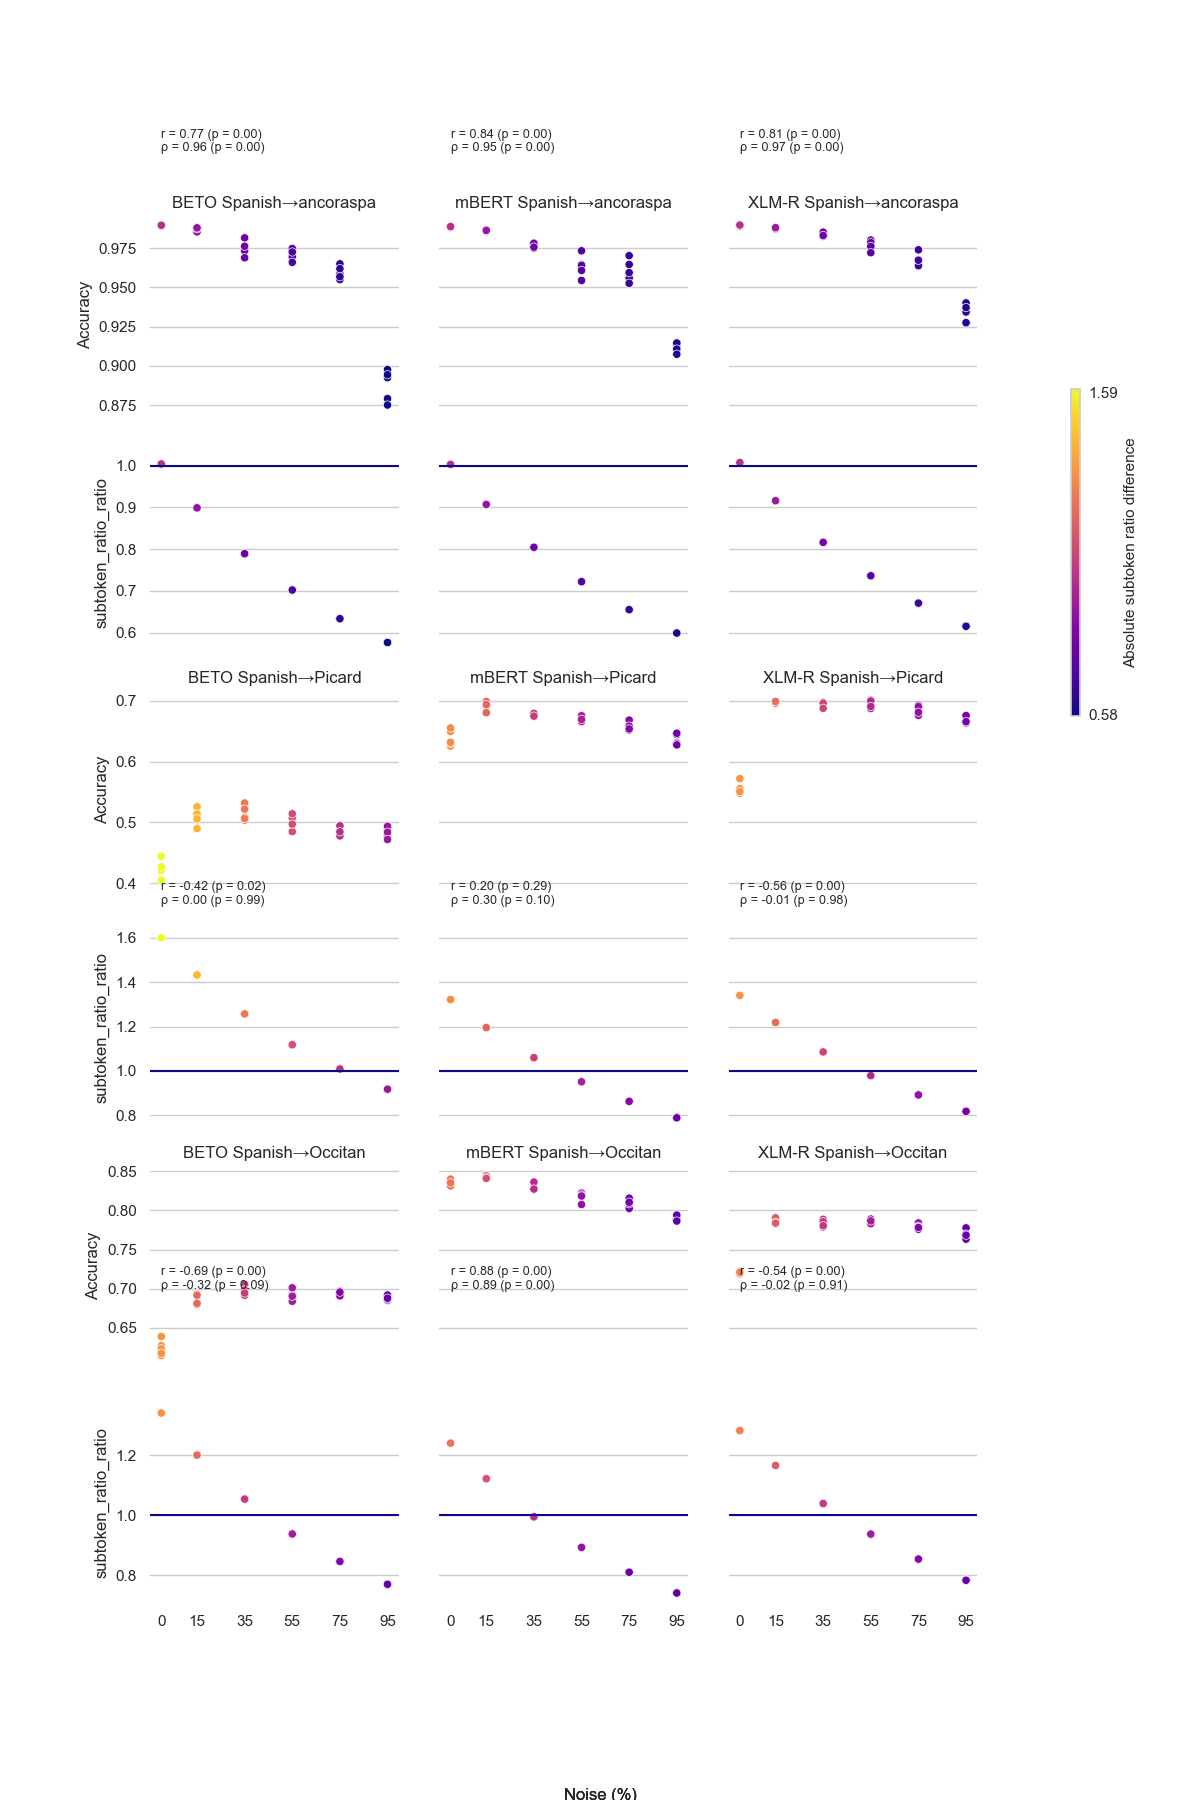 r = 0.77 (p = 0.00)
ρ = 0.96 (p = 0.00)
r = 0.84 (p = 0.00)
ρ = 0.95 (p = 0.00)
r = 0.81 (p = 0.00)
ρ = 0.97 (p = 0.00)
BETO Spanish→ancoraspa
mBERT Spanish→ancoraspa
XLM-R Spanish→ancoraspa
Accuracy
0.975
0.950
0.925
0.900
0.875
subtoken_ratio_ratio
1.0
0.9
0.8
0.7
0.6
1.59
Absolute subtoken ratio difference
0.58
BETO Spanish→Picard
mBERT Spanish→Picard
XLM-R Spanish→Picard
Accuracy
0.7
0.6
0.5
0.4
r = -0.42 (p = 0.02)
ρ = 0.00 (p = 0.99)
r = 0.20 (p = 0.29)
ρ = 0.30 (p = 0.10)
r = -0.56 (p = 0.00)
ρ = -0.01 (p = 0.98)
subtoken_ratio_ratio
1.6
1.4
1.2
1.0
0.8
BETO Spanish→Occitan
mBERT Spanish→Occitan
XLM-R Spanish→Occitan
Accuracy
0.85
0.80
0.75
0.70
0.65
r = -0.69 (p = 0.00)
ρ = -0.32 (p = 0.09)
r = 0.88 (p = 0.00)
ρ = 0.89 (p = 0.00)
r = -0.54 (p = 0.00)
ρ = -0.02 (p = 0.91)
subtoken_ratio_ratio
1.2
1.0
0.8
0 15 35 55 75 95
0 15 35 55 75 95
0 15 35 55 75 95
Noise (%)